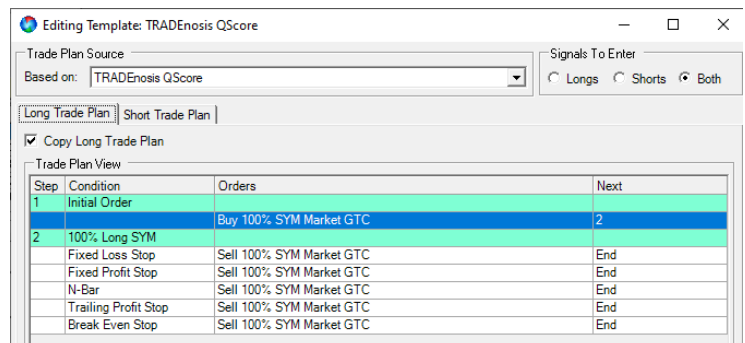 Editing Template: TRADEnosis QScore
Trade Plan Source
Signals To Enter
Based on: TRADEnosis QScore
Longs Shorts Both
Long Trade Plan Short Trade Plan
Copy Long Trade Plan
Trade Plan View
Step Condition Orders Next
1 Initial Order
Buy 100% SYM Market GTC 2
2 100% Long SYM
Fixed Loss Stop Sell 100% SYM Market GTC End
Fixed Profit Stop Sell 100% SYM Market GTC End
N-Bar Sell 100% SYM Market GTC End
Trailing Profit Stop Sell 100% SYM Market GTC End
Break Even Stop Sell 100% SYM Market GTC End